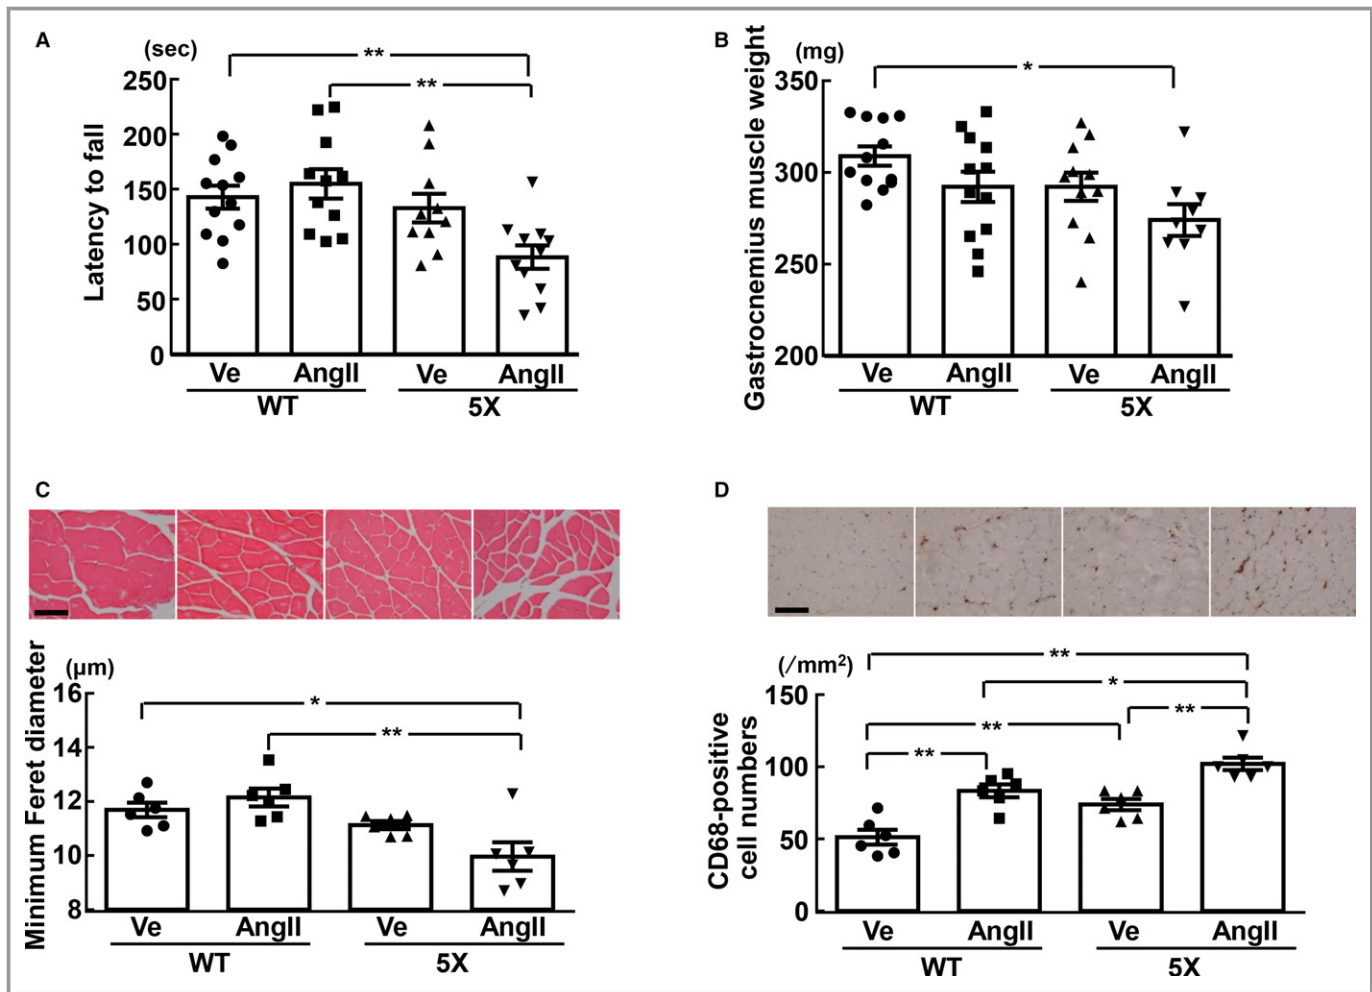 A
(sec)
**
**
250
200
150
100
50
0
Latency to fall
Ve
AngII
Ve
AngII
WT
5X
B
(mg)
*
350
300
250
200
Gastrocnemius muscle weight
Ve
AngII
Ve
AngII
WT
5X
C
(μm)
*
**
16
14
12
10
8
Minimum Feret diameter
Ve
AngII
Ve
AngII
WT
5X
D
(/mm²)
**
*
**
**
**
150
100
50
0
CD68-positive
cell numbers
Ve
AngII
Ve
AngII
WT
5X